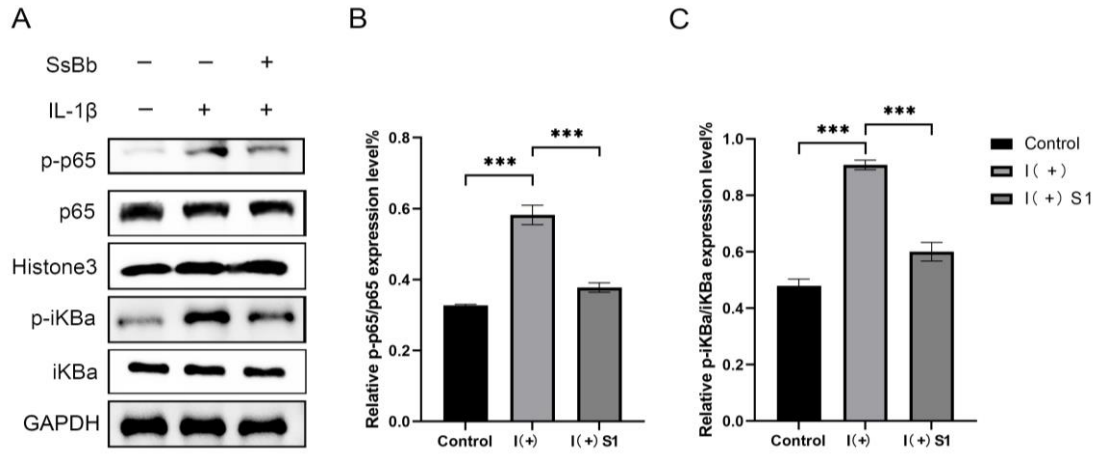 A
SsBb − − +
IL-1β − + +
p-p65
p65
Histone3
p-iKBa
iKBa
GAPDH
B
Relative p-p65/p65 expression level%
0.8
0.6
0.4
0.2
0.0
***
***
Control I(+) I(+) S1
C
Relative p-iKBa/iKBa expression level%
1.0
0.8
0.6
0.4
0.2
0.0
***
***
Control I(+) I(+) S1
Control
I( +)
I( +) S1